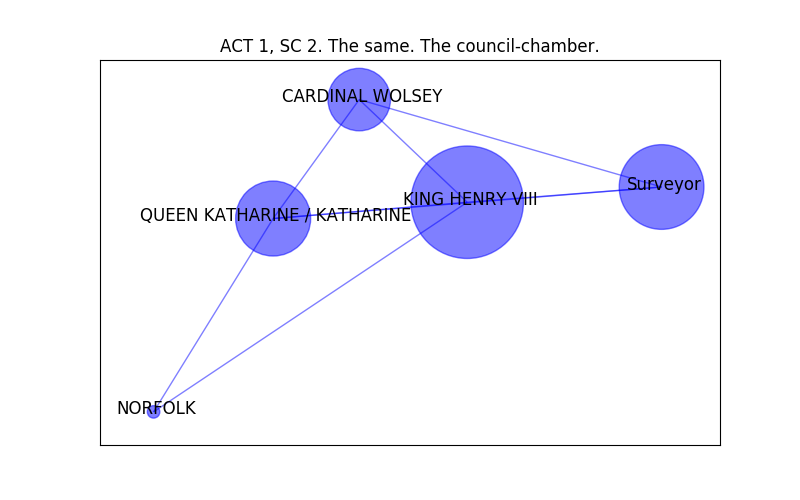 ACT 1, SC 2. The same. The council-chamber.
CARDINAL WOLSEY
Surveyor
KING HENRY VIII
QUEEN KATHARINE / KATHARINE
NORFOLK